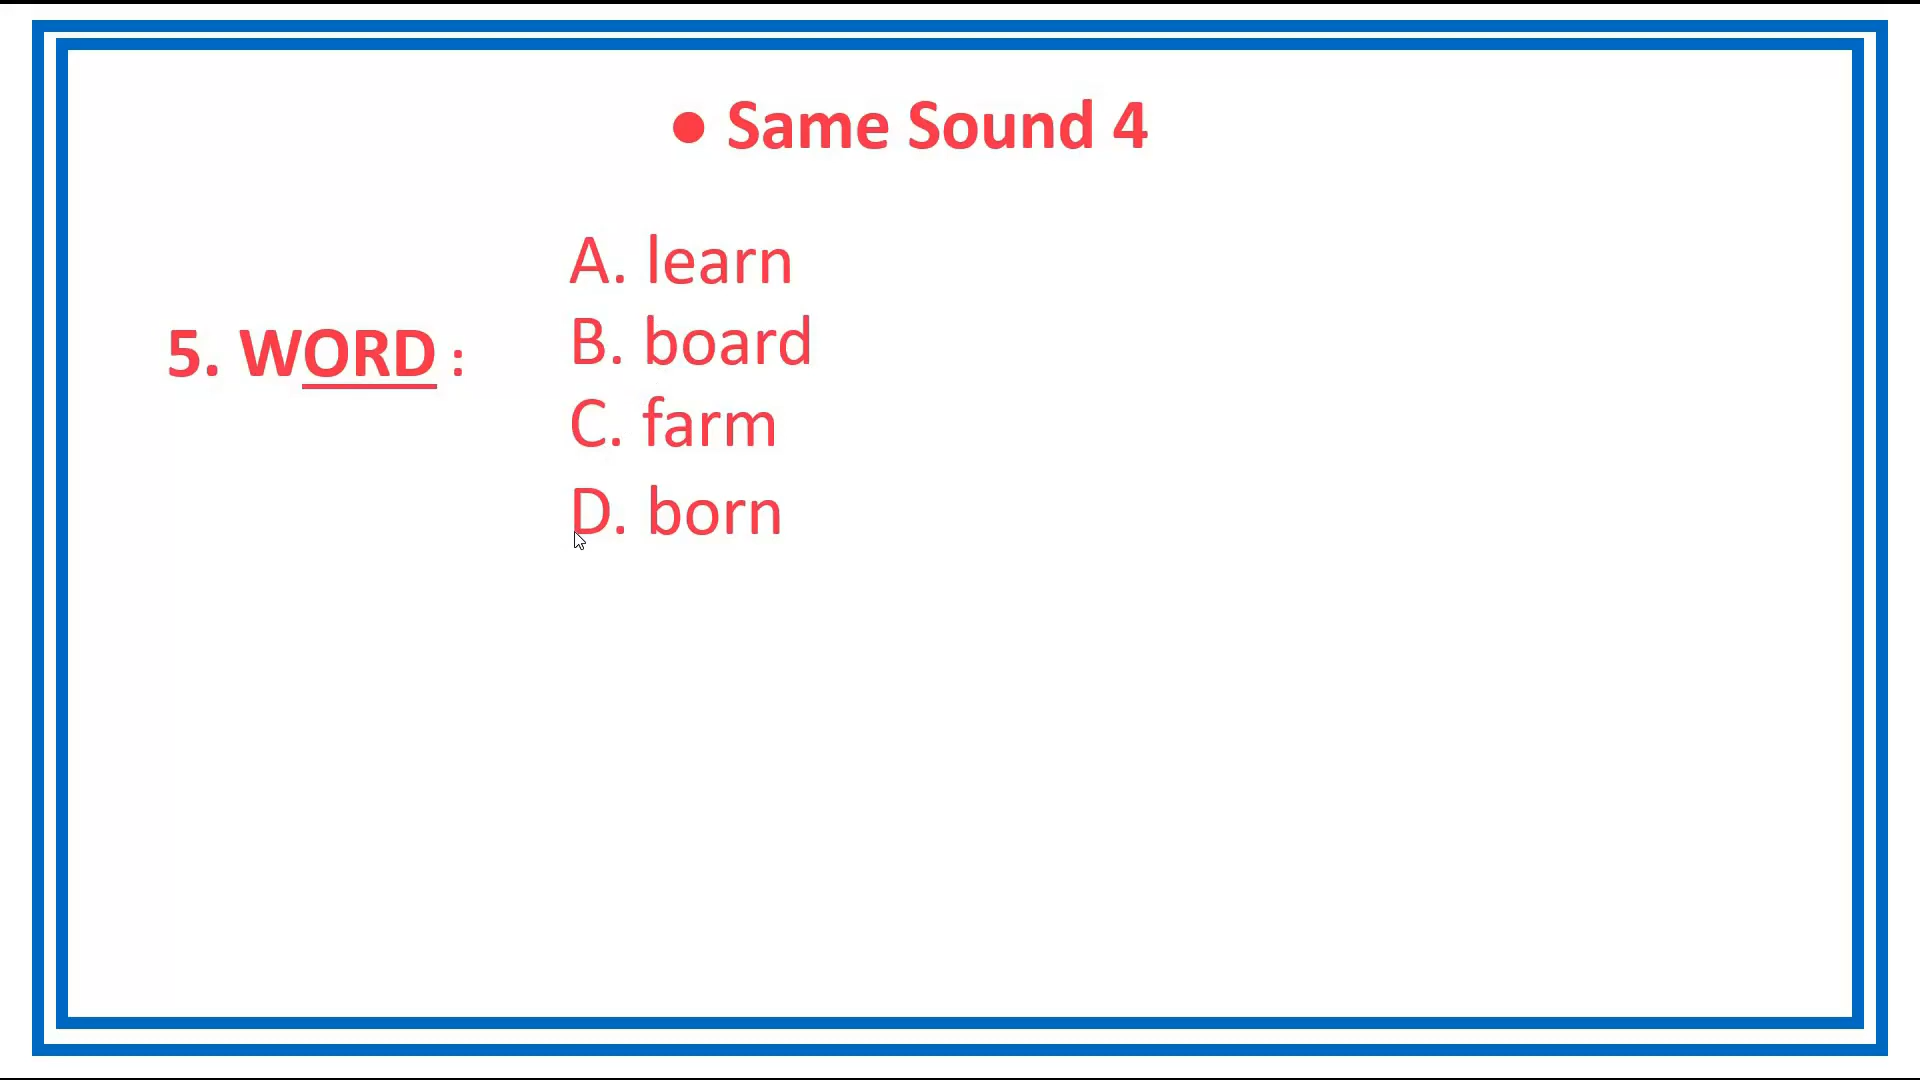 ● Same Sound 4
A. learn
B. board
5. WORD :
C. farm
D. born